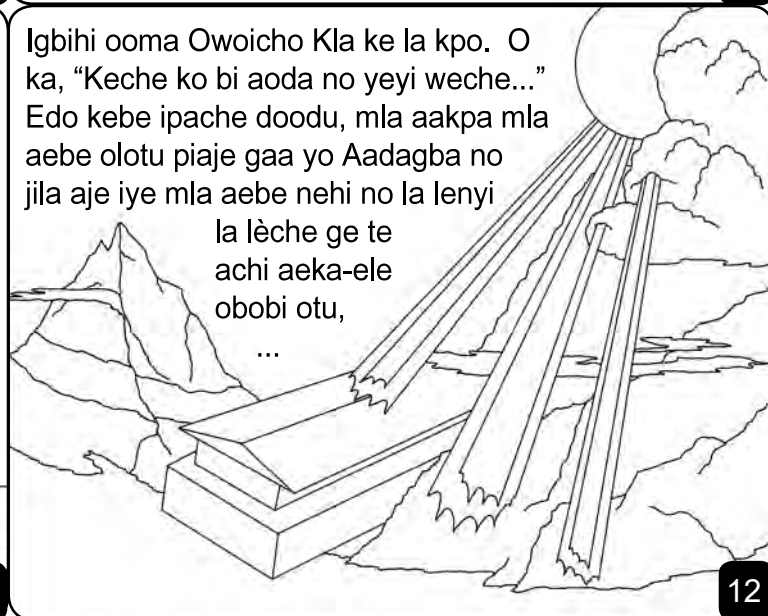 Igbihi ooma Owoicho Kla ke la kpo.  O
ka, “Keche ko bi aoda no yeyi weche...”
Edo kebe ipache doodu, mla aakpa mla
aebe olotu piaje gaa yo Aadagba no
jila aje iye mla aebe nehi no la lenyi
la lèche ge te
achi aeka-ele
obobi otu,
...
12